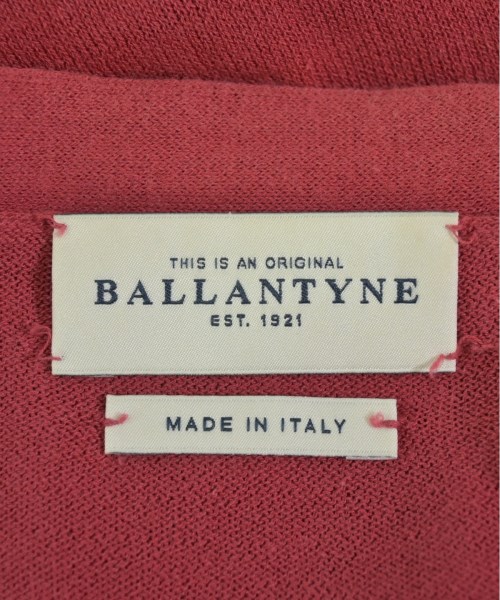 THIS IS AN ORIGINAL
BALLANTYNE
EST. 1921
MADE IN ITALY